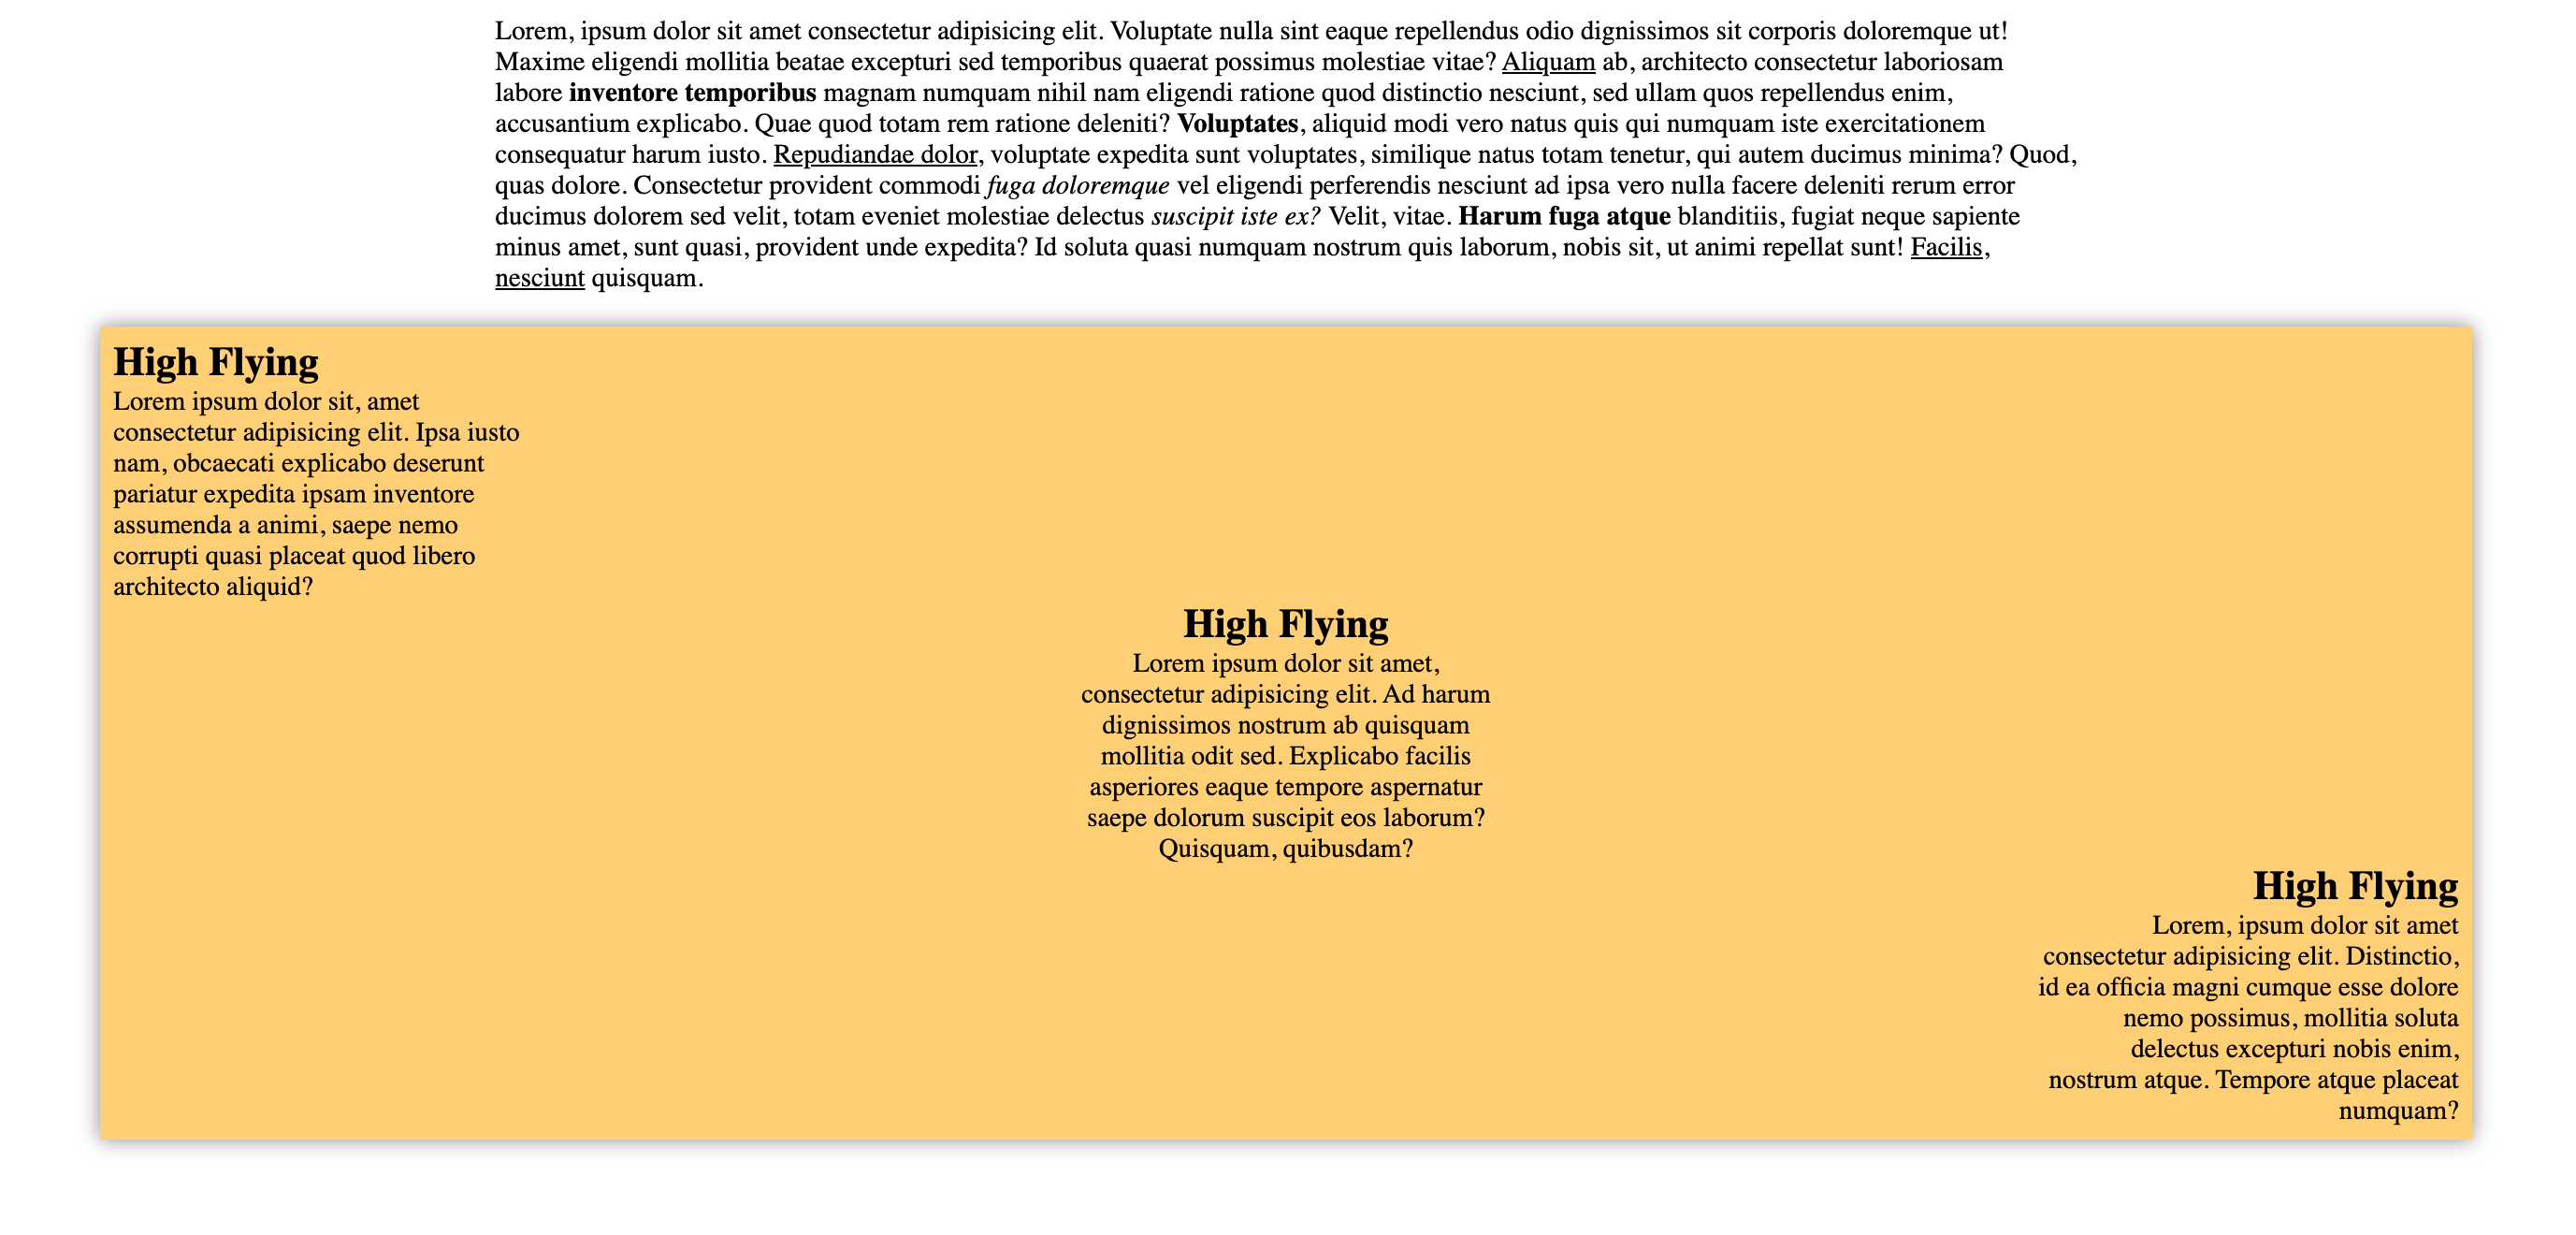 Lorem, ipsum dolor sit amet consectetur adipisicing elit. Voluptate nulla sint eaque repellendus odio dignissimos sit corporis doloremque ut!
Maxime eligendi mollitia beatae excepturi sed temporibus quaerat possimus molestiae vitae? Aliquam ab, architecto consectetur laboriosam
labore inventore temporibus magnam numquam nihil nam eligendi ratione quod distinctio nesciunt, sed ullam quos repellendus enim,
accusantium explicabo. Quae quod totam rem ratione deleniti? Voluptates, aliquid modi vero natus quis qui numquam iste exercitationem
consequatur harum iusto. Repudiandae dolor, voluptate expedita sunt voluptates, similique natus totam tenetur, qui autem ducimus minima? Quod,
quas dolore. Consectetur provident commodi fuga doloremque vel eligendi perferendis nesciunt ad ipsa vero nulla facere deleniti rerum error
ducimus dolorem sed velit, totam eveniet molestiae delectus suscipit iste ex? Velit, vitae. Harum fuga atque blanditiis, fugiat neque sapiente
minus amet, sunt quasi, provident unde expedita? Id soluta quasi numquam nostrum quis laborum, nobis sit, ut animi repellat sunt! Facilis,
nesciunt quisquam.
High Flying
Lorem ipsum dolor sit, amet
consectetur adipisicing elit. Ipsa iusto
nam, obcaecati explicabo deserunt
pariatur expedita ipsam inventore
assumenda a animi, saepe nemo
corrupti quasi placeat quod libero
architecto aliquid?
High Flying
Lorem ipsum dolor sit amet,
consectetur adipisicing elit. Ad harum
dignissimos nostrum ab quisquam
mollitia odit sed. Explicabo facilis
asperiores eaque tempore aspernatur
saepe dolorum suscipit eos laborum?
Quisquam, quibusdam?
High Flying
Lorem, ipsum dolor sit amet
consectetur adipisicing elit. Distinctio,
id ea officia magni cumque esse dolore
nemo possimus, mollitia soluta
delectus excepturi nobis enim,
nostrum atque. Tempore atque placeat
numquam?